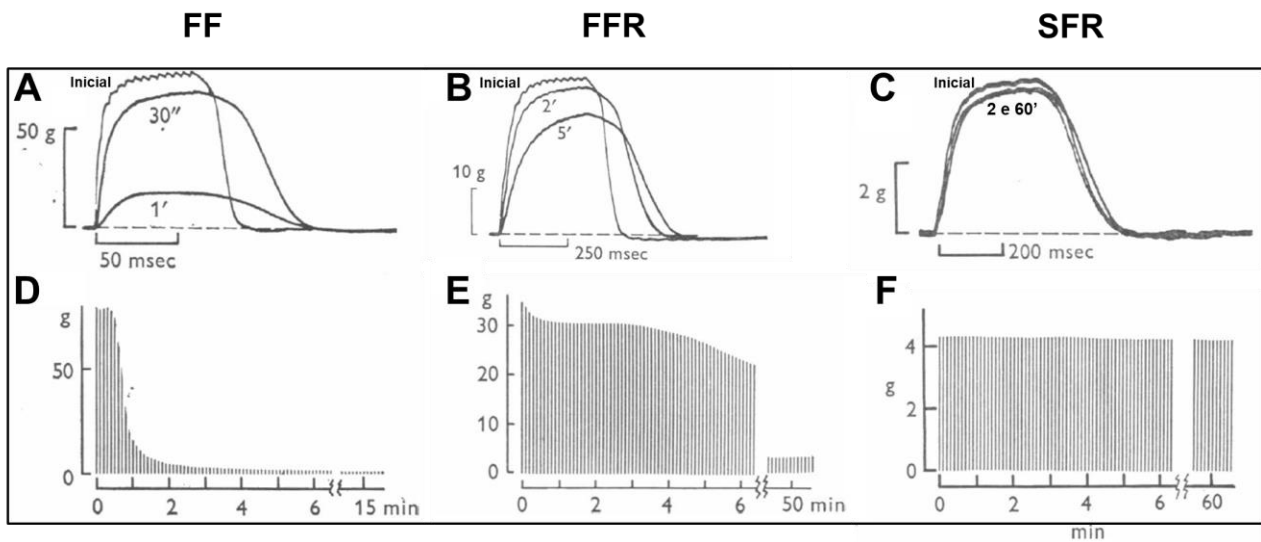 FF FFR SFR
A Inicial 30″ 1′ 50 g 50 msec
B Inicial 2′ 5′ 10 g 250 msec
C Inicial 2 e 60' 2 g 200 msec
D g 50 0
0 2 4 6 15 min
E g 30 20 10 0
0 2 4 6 50 min
F 4 2 0 g
0 2 4 6 60
min